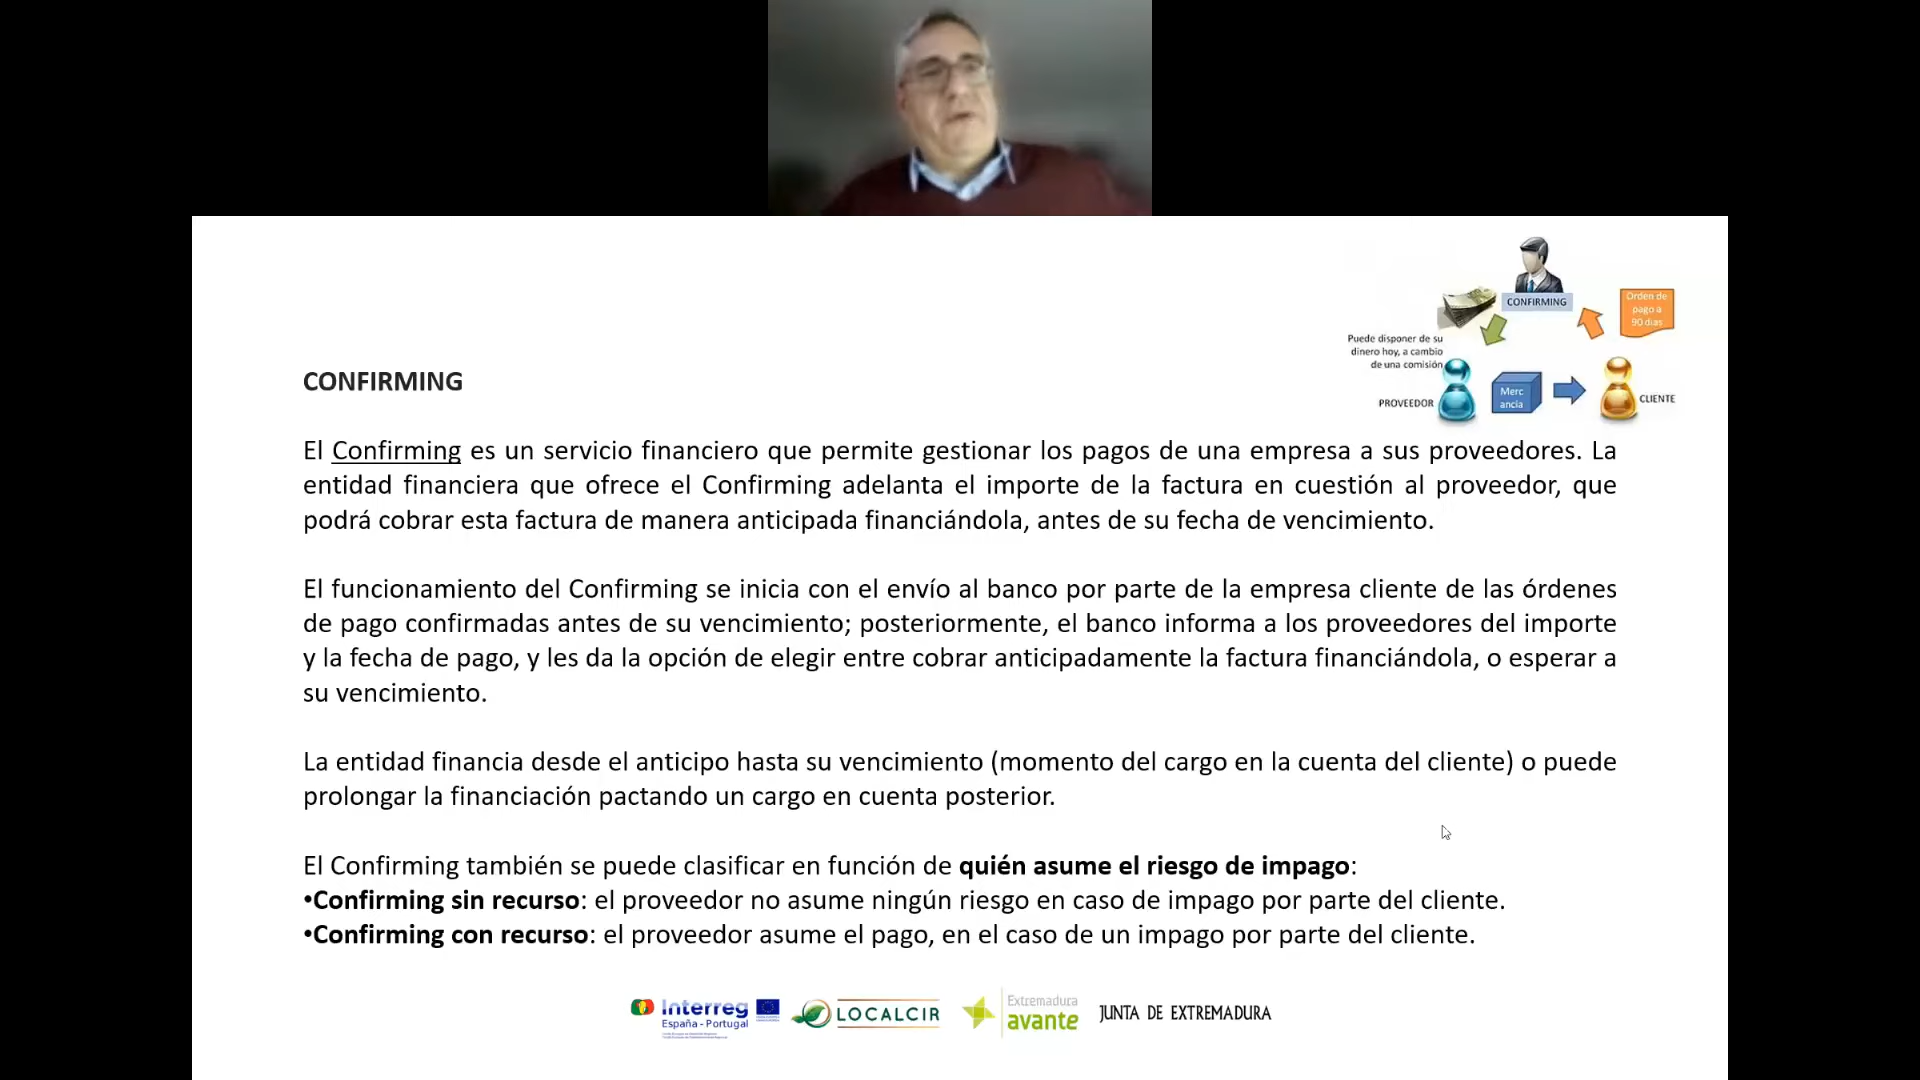 CONFIRMING
Orden de
pago a
90 dias
Puede disponer de su
dinero hoy, a cambio
de una comisión
Merc
ancia
PROVEEDOR
CLIENTE
CONFIRMING
El Confirming es un servicio financiero que permite gestionar los pagos de una empresa a sus proveedores. La
entidad financiera que ofrece el Confirming adelanta el importe de la factura en cuestión al proveedor, que
podrá cobrar esta factura de manera anticipada financiándola, antes de su fecha de vencimiento.
El funcionamiento del Confirming se inicia con el envío al banco por parte de la empresa cliente de las órdenes
de pago confirmadas antes de su vencimiento; posteriormente, el banco informa a los proveedores del importe
y la fecha de pago, y les da la opción de elegir entre cobrar anticipadamente la factura financiándola, o esperar a
su vencimiento.
La entidad financia desde el anticipo hasta su vencimiento (momento del cargo en la cuenta del cliente) o puede
prolongar la financiación pactando un cargo en cuenta posterior.
El Confirming también se puede clasificar en función de quién asume el riesgo de impago:
•Confirming sin recurso: el proveedor no asume ningún riesgo en caso de impago por parte del cliente.
•Confirming con recurso: el proveedor asume el pago, en el caso de un impago por parte del cliente.
Interreg
España - Portugal
LOCALCIR
Extremadura
avante
JUNTA DE EXTREMADURA